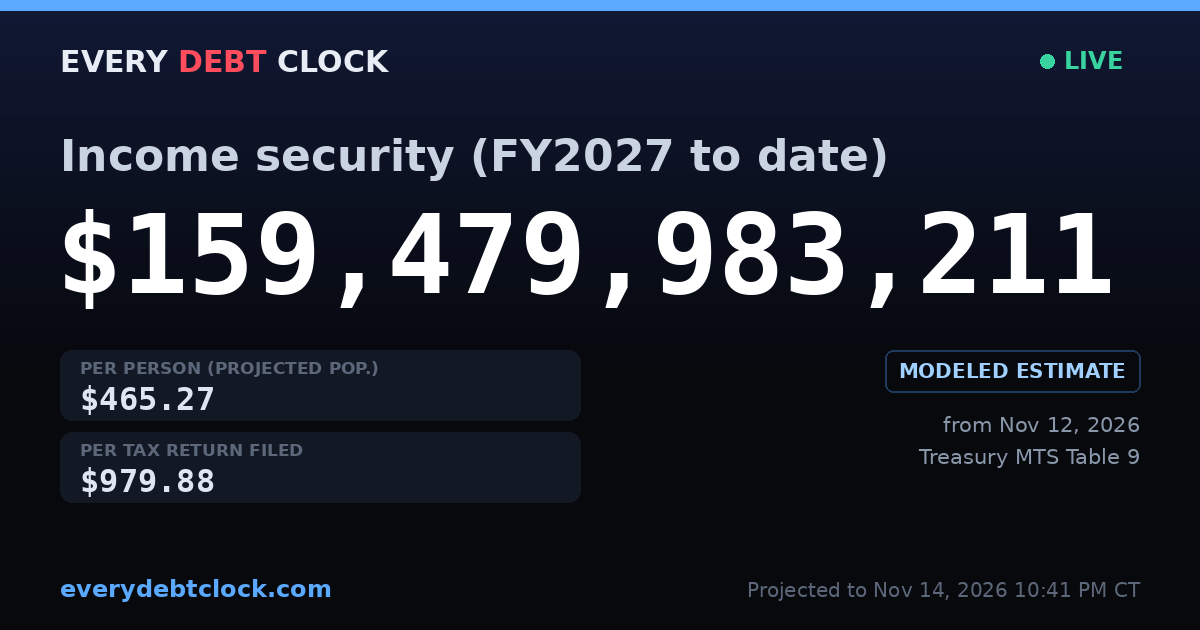 EVERY DEBT CLOCK
LIVE
Income security (FY2027 to date)
$159,479,983,211
PER PERSON (PROJECTED POP.)
$465.27
PER TAX RETURN FILED
$979.88
MODELED ESTIMATE
from Nov 12, 2026
Treasury MTS Table 9
everydebtclock.com
Projected to Nov 14, 2026 10:41 PM CT